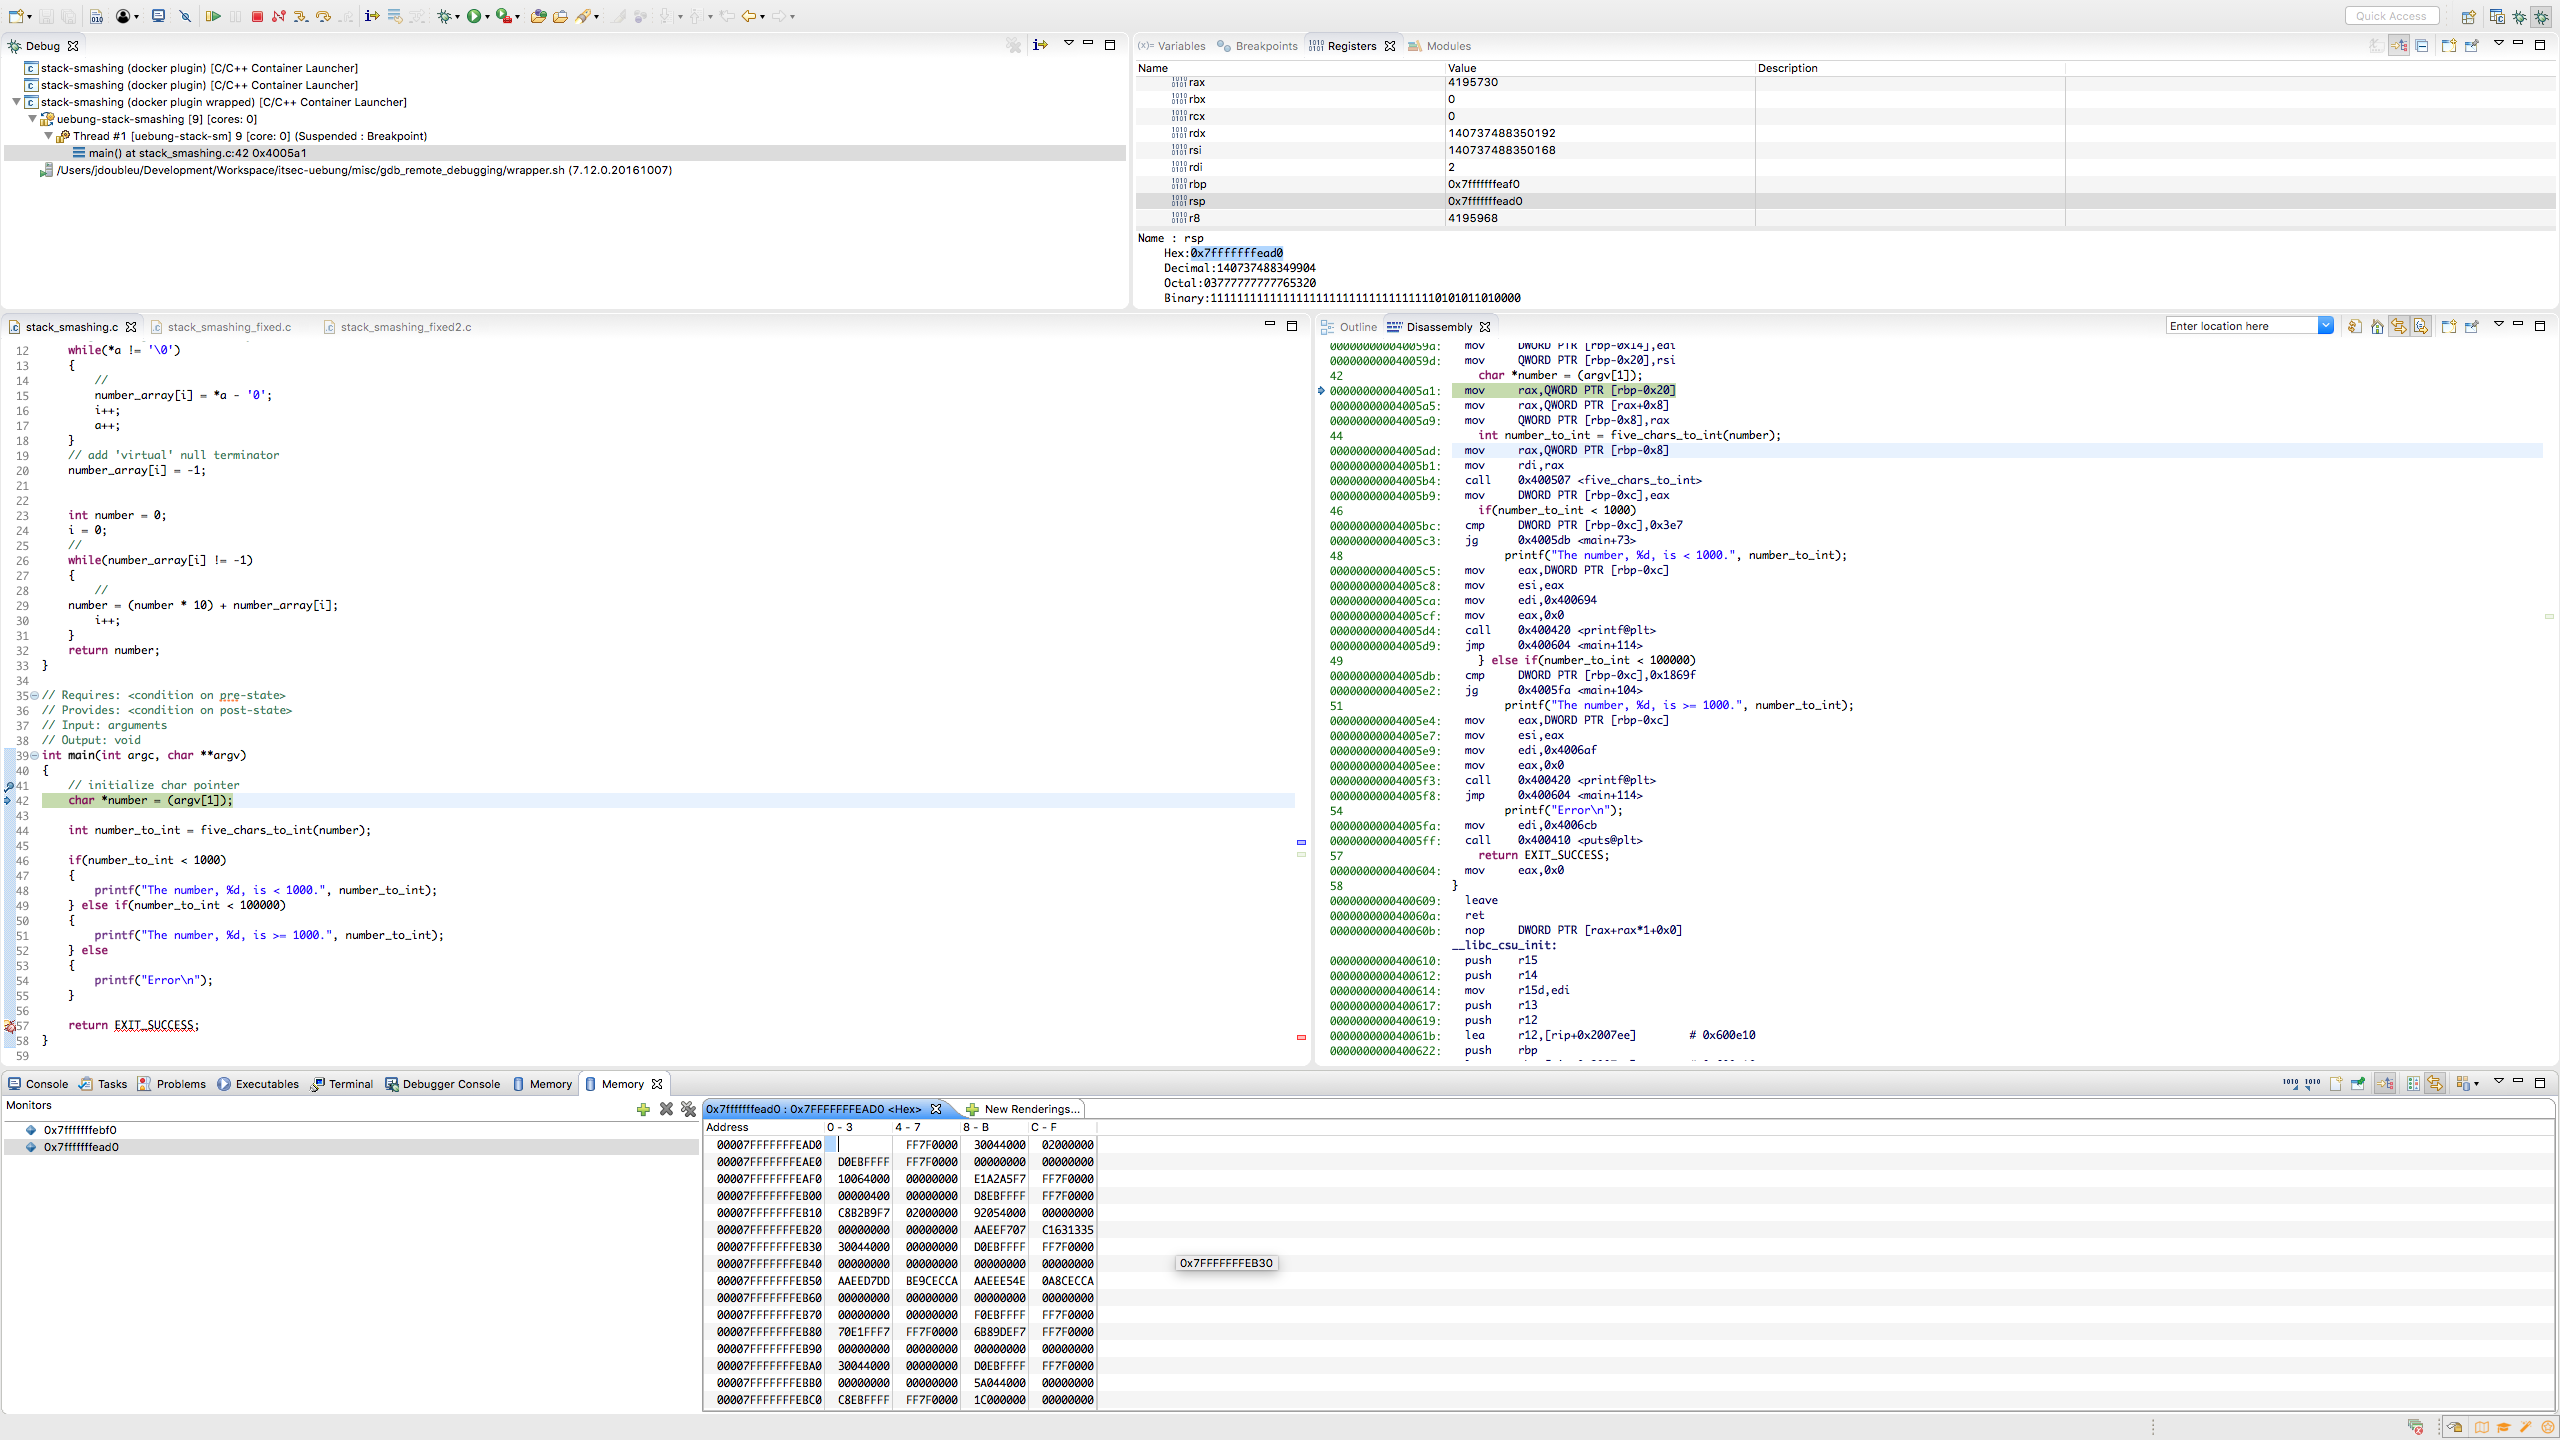 Quick Access
Debug
stack-smashing (docker plugin) [C/C++ Container Launcher]
stack-smashing (docker plugin) [C/C++ Container Launcher]
stack-smashing (docker plugin wrapped) [C/C++ Container Launcher]
uebung-stack-smashing [9] [cores: 0]
Thread #1 [uebung-stack-sm] 9 [core: 0] (Suspended : Breakpoint)
main() at stack_smashing.c:42 0x4005a1
/Users/jdoubleu/Development/Workspace/itsec-uebung/misc/gdb_remote_debugging/wrapper.sh (7.12.0.20161007)
(x)= Variables Breakpoints Registers Modules
Name Value Description
rax 4195730
rbx 0
rcx 0
rdx 140737488350192
rsi 140737488350168
rdi 2
rbp 0x7fffffffeaf0
rsp 0x7fffffffead0
r8 4195968
Name : rsp
Hex:0x7fffffffead0
Decimal:140737488349904
Octal:03777777777765320
Binary:11111111111111111111111111111111110101011010000
stack_smashing.c stack_smashing_fixed.c stack_smashing_fixed2.c
12 while(*a != '\0')
13 {
14 //
15 number_array[i] = *a - '0';
16 i++;
17 a++;
18 }
19 // add 'virtual' null terminator
20 number_array[i] = -1;
21
22
23 int number = 0;
24 i = 0;
25 //
26 while(number_array[i] != -1)
27 {
28 //
29 number = (number * 10) + number_array[i];
30 i++;
31 }
32 return number;
33 }
34
35 // Requires: <condition on pre-state>
36 // Provides: <condition on post-state>
37 // Input: arguments
38 // Output: void
39 int main(int argc, char **argv)
40 {
41 // initialize char pointer
42 char *number = (argv[1]);
43
44 int number_to_int = five_chars_to_int(number);
45
46 if(number_to_int < 1000)
47 {
48 printf("The number, %d, is < 1000.", number_to_int);
49 } else if(number_to_int < 100000)
50 {
51 printf("The number, %d, is >= 1000.", number_to_int);
52 } else
53 {
54 printf("Error\n");
55 }
56
57 return EXIT_SUCCESS;
58 }
59
Outline Disassembly
Enter location here
000000000040059a: mov DWORD PTR [rbp-0x14],edi
000000000040059d: mov QWORD PTR [rbp-0x20],rsi
42 char *number = (argv[1]);
00000000004005a1: mov rax,QWORD PTR [rbp-0x20]
00000000004005a5: mov rax,QWORD PTR [rax+0x8]
00000000004005a9: mov QWORD PTR [rbp-0x8],rax
44 int number_to_int = five_chars_to_int(number);
00000000004005ad: mov rax,QWORD PTR [rbp-0x8]
00000000004005b1: mov rdi,rax
00000000004005b4: call 0x400507 <five_chars_to_int>
00000000004005b9: mov DWORD PTR [rbp-0xc],eax
46 if(number_to_int < 1000)
00000000004005bc: cmp DWORD PTR [rbp-0xc],0x3e7
00000000004005c3: jg 0x4005db <main+73>
48 printf("The number, %d, is < 1000.", number_to_int);
00000000004005c5: mov eax,DWORD PTR [rbp-0xc]
00000000004005c8: mov esi,eax
00000000004005ca: mov edi,0x400694
00000000004005cf: mov eax,0x0
00000000004005d4: call 0x400420 <printf@plt>
00000000004005d9: jmp 0x400604 <main+114>
49 } else if(number_to_int < 100000)
00000000004005db: cmp DWORD PTR [rbp-0xc],0x1869f
00000000004005e2: jg 0x4005fa <main+104>
51 printf("The number, %d, is >= 1000.", number_to_int);
00000000004005e4: mov eax,DWORD PTR [rbp-0xc]
00000000004005e7: mov esi,eax
00000000004005e9: mov edi,0x4006af
00000000004005ee: mov eax,0x0
00000000004005f3: call 0x400420 <printf@plt>
00000000004005f8: jmp 0x400604 <main+114>
54 printf("Error\n");
00000000004005fa: mov edi,0x4006cb
00000000004005ff: call 0x400410 <puts@plt>
57 return EXIT_SUCCESS;
0000000000400604: mov eax,0x0
58 }
0000000000400609: leave
000000000040060a: ret
000000000040060b: nop DWORD PTR [rax+rax*1+0x0]
__libc_csu_init:
0000000000400610: push r15
0000000000400612: push r14
0000000000400614: mov r15d,edi
0000000000400617: push r13
0000000000400619: push r12
000000000040061b: lea r12,[rip+0x2007ee] # 0x600e10
0000000000400622: push rbp
Console Tasks Problems Executables Terminal Debugger Console Memory Memory
Monitors
0x7fffffffebf0
0x7fffffffead0
0x7fffffffead0 : 0x7FFFFFFFEAD0 <Hex> New Renderings...
Address 0 - 3 4 - 7 8 - B C - F
00007FFFFFFFEAD0 FF7F0000 30044000 02000000
00007FFFFFFFEAE0 D0EBFFFF FF7F0000 00000000 00000000
00007FFFFFFFEAF0 10064000 00000000 E1A2A5F7 FF7F0000
00007FFFFFFFEB00 00000400 00000000 D8EBFFFF FF7F0000
00007FFFFFFFEB10 C8B2B9F7 02000000 92054000 00000000
00007FFFFFFFEB20 00000000 00000000 AAEEF707 C1631335
00007FFFFFFFEB30 30044000 00000000 D0EBFFFF FF7F0000
00007FFFFFFFEB40 00000000 00000000 00000000 00000000
0x7FFFFFFFEB30
00007FFFFFFFEB50 AAEED7DD BE9CECCA AAEEE54E 0A8CECCA
00007FFFFFFFEB60 00000000 00000000 00000000 00000000
00007FFFFFFFEB70 00000000 00000000 F0EBFFFF FF7F0000
00007FFFFFFFEB80 70E1FFF7 FF7F0000 6B89DEF7 FF7F0000
00007FFFFFFFEB90 00000000 00000000 00000000 00000000
00007FFFFFFFEBA0 30044000 00000000 D0EBFFFF FF7F0000
00007FFFFFFFEBB0 00000000 00000000 5A044000 00000000
00007FFFFFFFEBC0 C8EBFFFF FF7F0000 1C000000 00000000